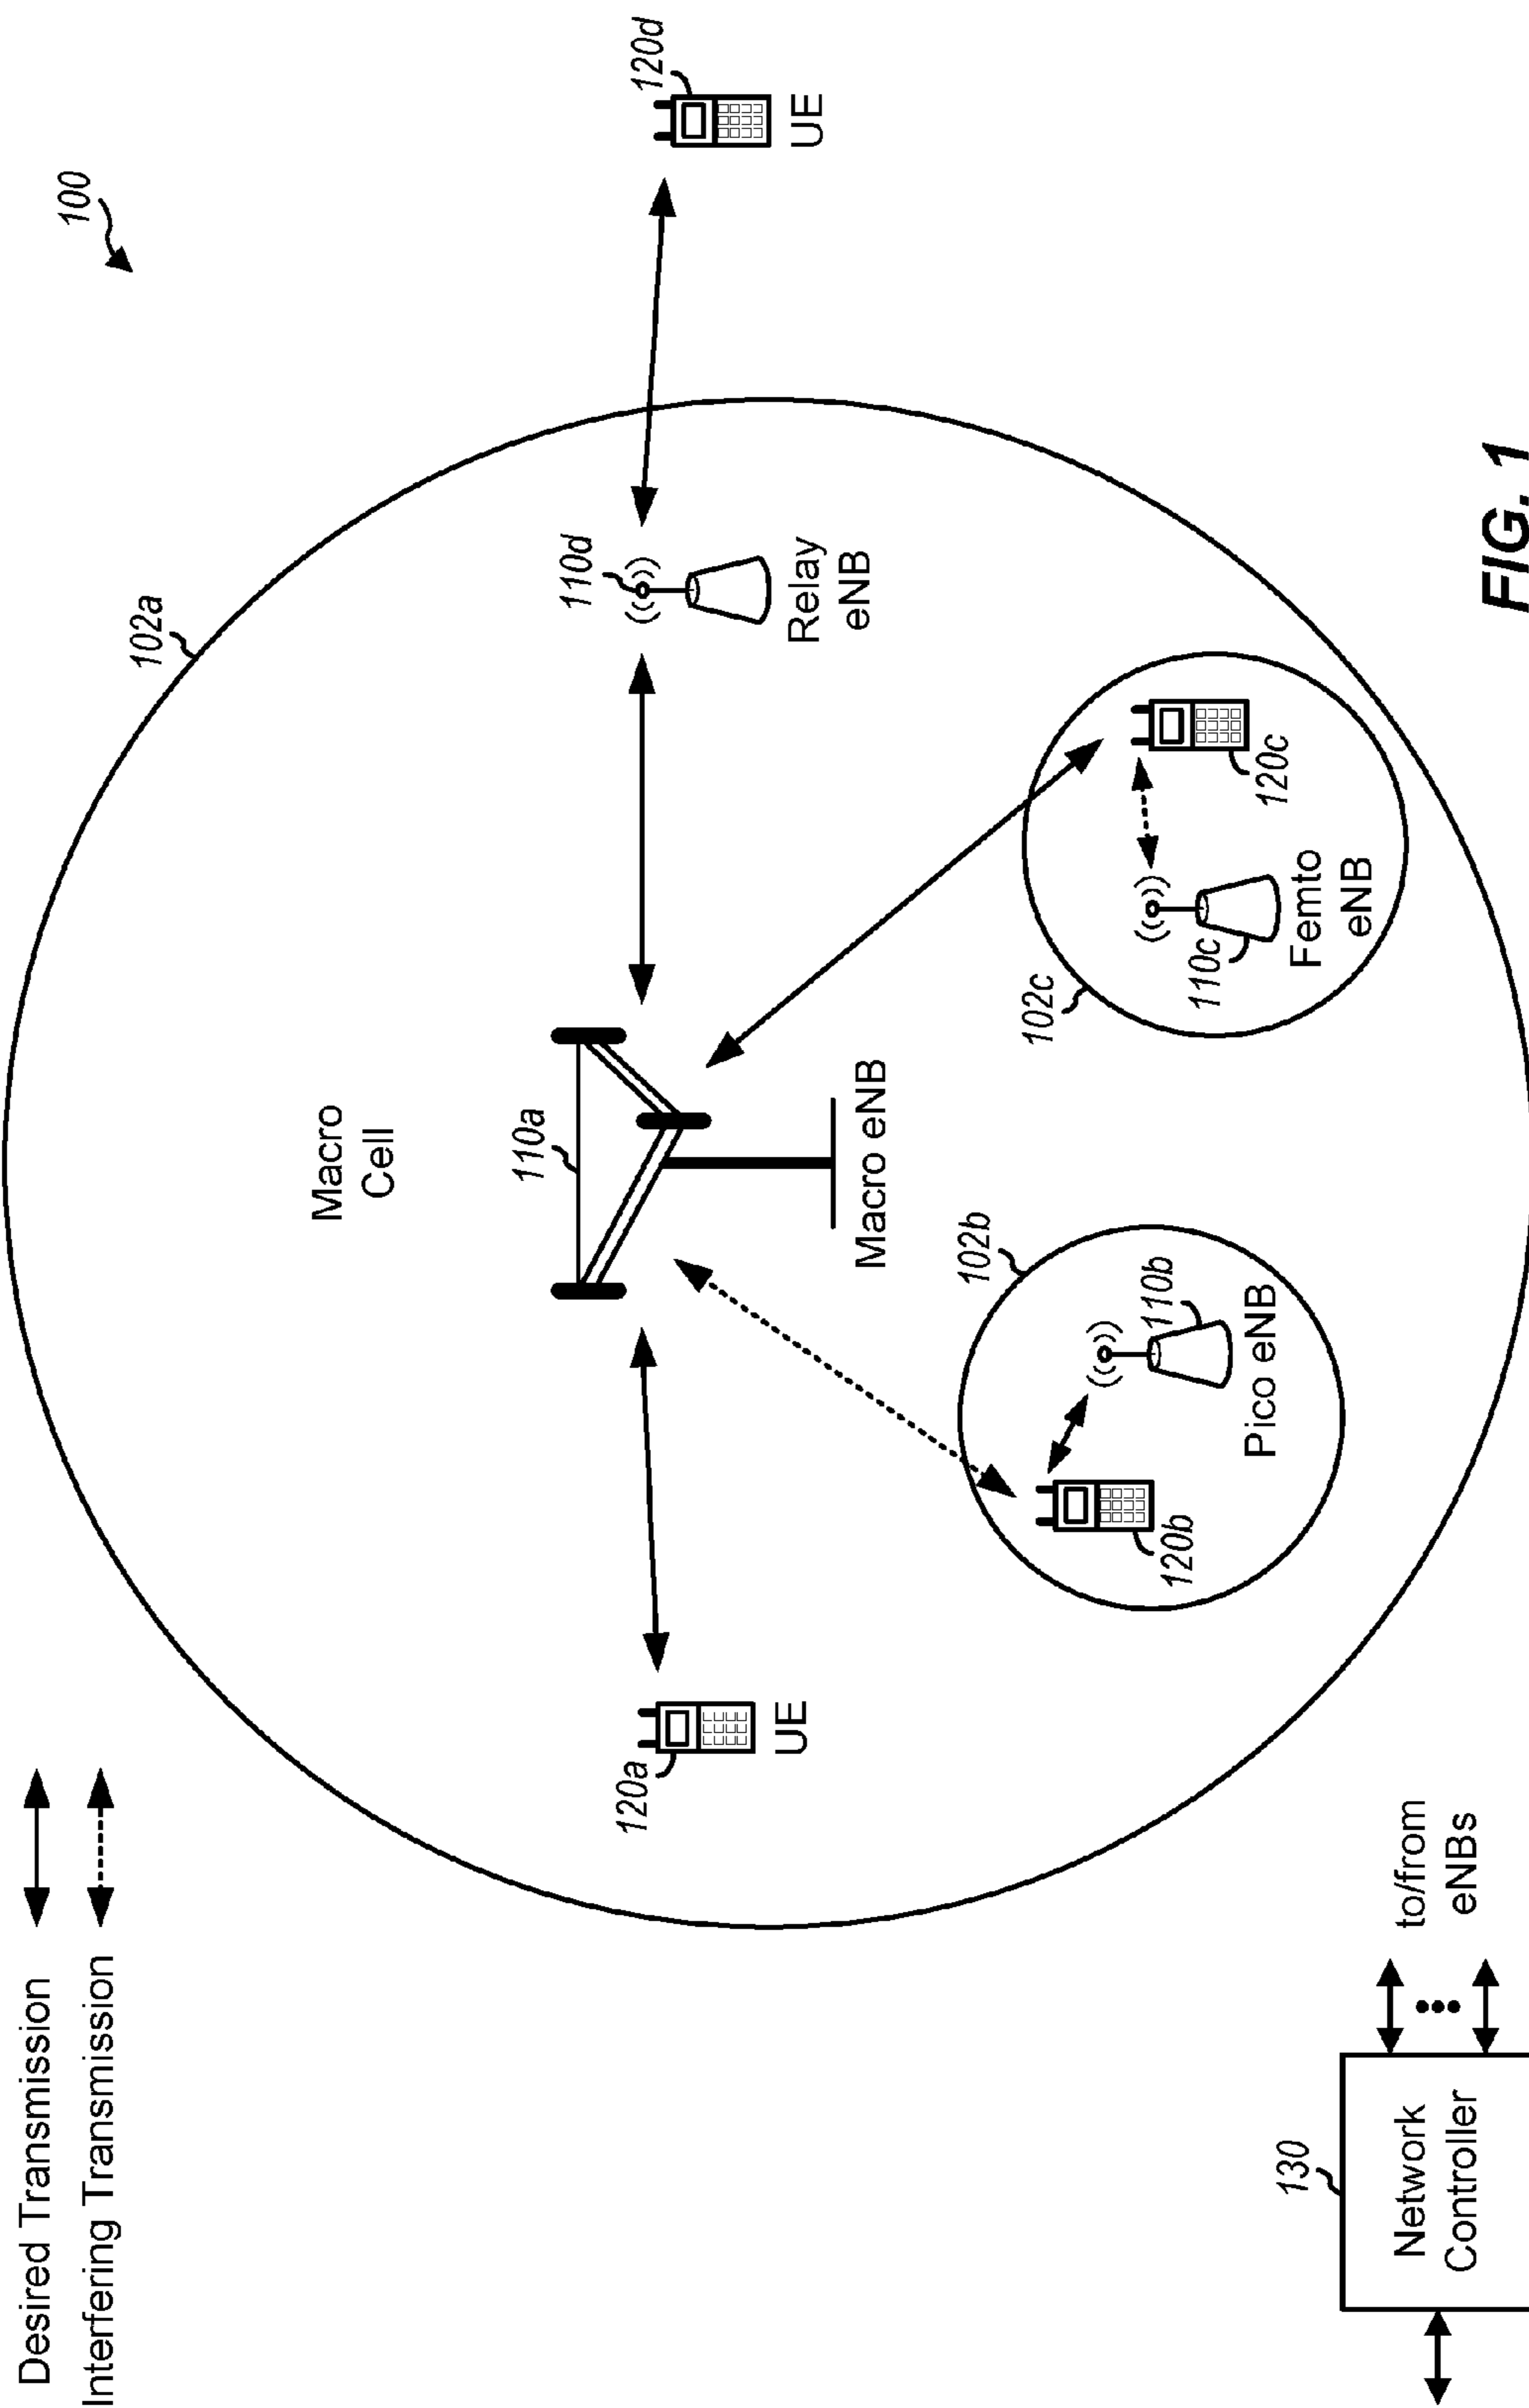 100
Desired Transmission
Interfering Transmission
102a
Macro
Cell
110a
110d
120d
120a
UE
Macro eNB
Relay
eNB
UE
102b
102c
120b
110b
Pico eNB
110c
120c
Femto
eNB
130
Network
Controller
to/from
eNBs
FIG. 1